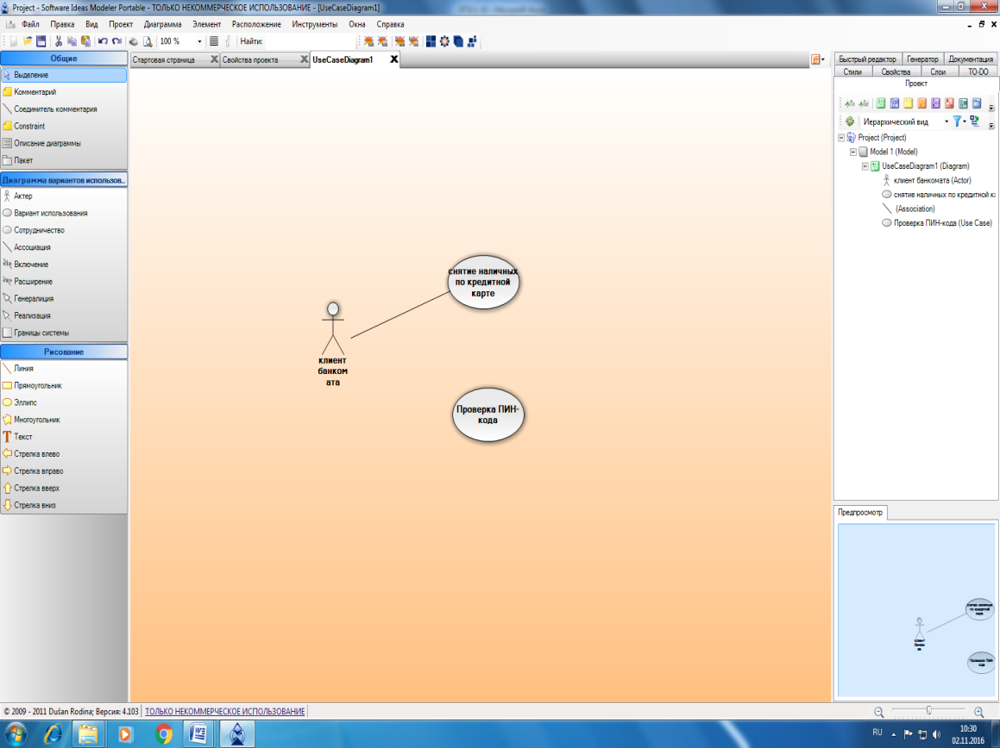 Project - Software Ideas Modeler Portable - ТОЛЬКО НЕКОММЕРЧЕСКОЕ ИСПОЛЬЗОВАНИЕ - [UseCaseDiagram1]
Файл Правка Вид Проект Диаграмма Элемент Расположение Инструменты Окна Справка
100 % Найти:
Общие
Выделение
Комментарий
Соединитель комментария
Constraint
Описание диаграммы
Пакет
Диаграмма вариантов использов..
Актер
Вариант использования
Сотрудничество
Ассоциация
Включение
Расширение
Генералиция
Реализация
Границы системы
Рисование
Линия
Прямоугольник
Эллипс
Многоугольник
Текст
Стрелка влево
Стрелка вправо
Стрелка вверх
Стрелка вниз
Стартовая страница Свойства проекта UseCaseDiagram1
снятие наличных
по кредитной
карте
клиент
банком
ата
Проверка ПИН-
кода
Быстрый редактор Генератор Документация
Стили Свойства Слои TO-DO
Проект
Иерархический вид
Project (Project)
Model 1 (Model)
UseCaseDiagram1 (Diagram)
клиент банкомата (Actor)
снятие наличных по кредитной ка
(Association)
Проверка ПИН-кода (Use Case)
Предпросмотр
снятие наличных
по кредитной
карте
клиент
банком
ата
Проверка ПИН-
кода
© 2009 - 2011 Dušan Rodina; Версия: 4.103 ТОЛЬКО НЕКОММЕРЧЕСКОЕ ИСПОЛЬЗОВАНИЕ
RU
10:30
02.11.2016